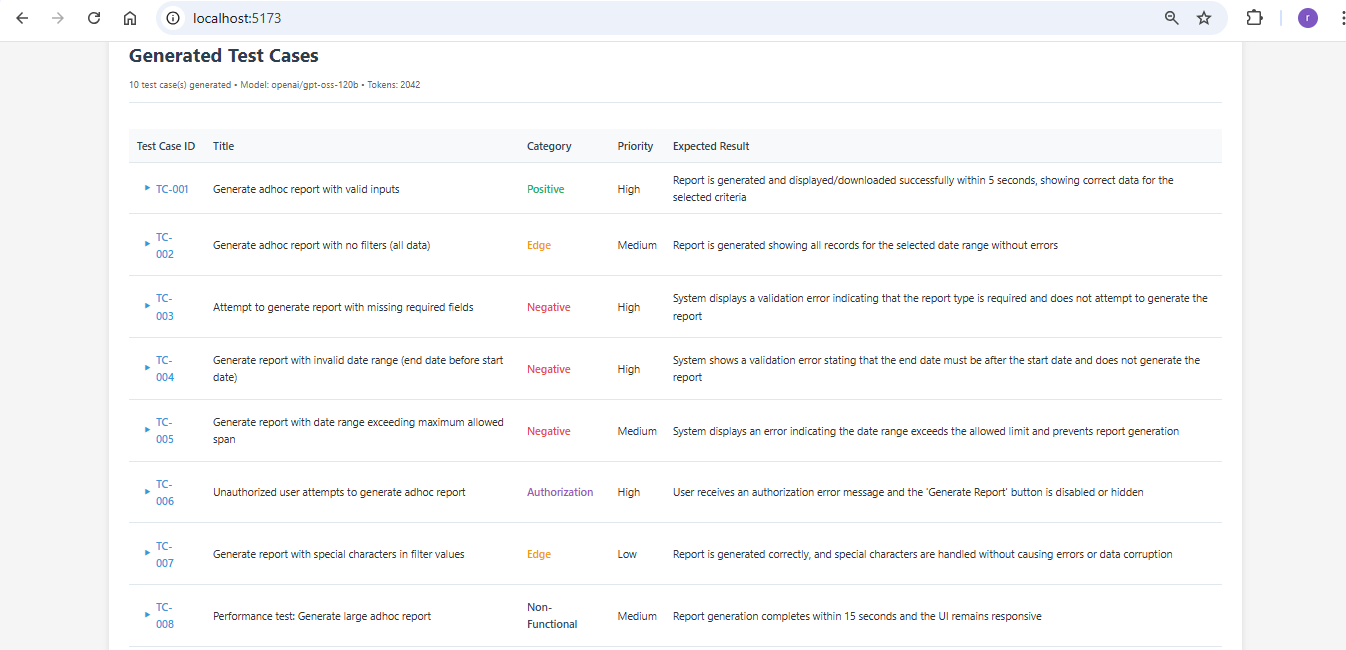 localhost:5173
r
Generated Test Cases
10 test case(s) generated • Model: openai/gpt-oss-120b • Tokens: 2042
Test Case ID Title Category Priority Expected Result
TC-001 Generate adhoc report with valid inputs Positive High Report is generated and displayed/downloaded successfully within 5 seconds, showing correct data for the
selected criteria
TC-
002 Generate adhoc report with no filters (all data) Edge Medium Report is generated showing all records for the selected date range without errors
TC-
003 Attempt to generate report with missing required fields Negative High System displays a validation error indicating that the report type is required and does not attempt to generate the
report
TC-
004 Generate report with invalid date range (end date before start
date) Negative High System shows a validation error stating that the end date must be after the start date and does not generate the
report
TC-
005 Generate report with date range exceeding maximum allowed
span Negative Medium System displays an error indicating the date range exceeds the allowed limit and prevents report generation
TC-
006 Unauthorized user attempts to generate adhoc report Authorization High User receives an authorization error message and the 'Generate Report' button is disabled or hidden
TC-
007 Generate report with special characters in filter values Edge Low Report is generated correctly, and special characters are handled without causing errors or data corruption
TC-
008 Performance test: Generate large adhoc report Non-
Functional Medium Report generation completes within 15 seconds and the UI remains responsive